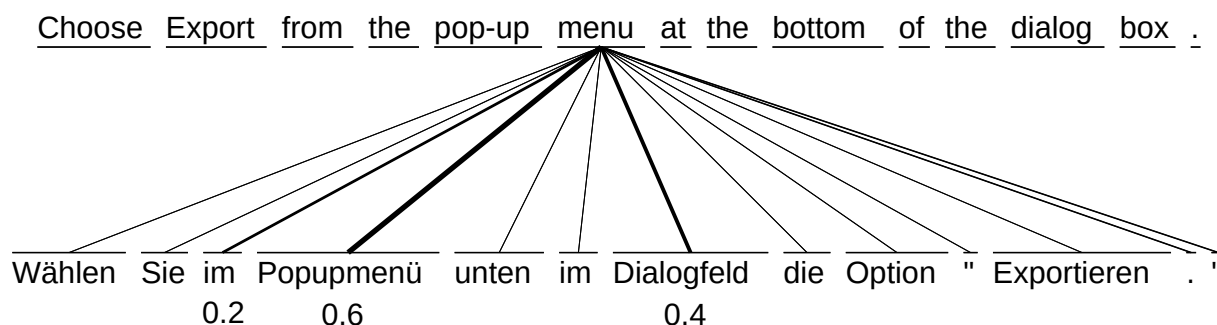 Choose Export from the pop-up menu at the bottom of the dialog box .
Wählen Sie im Popupmenü unten im Dialogfeld die Option " Exportieren . "
0.2 0.6 0.4